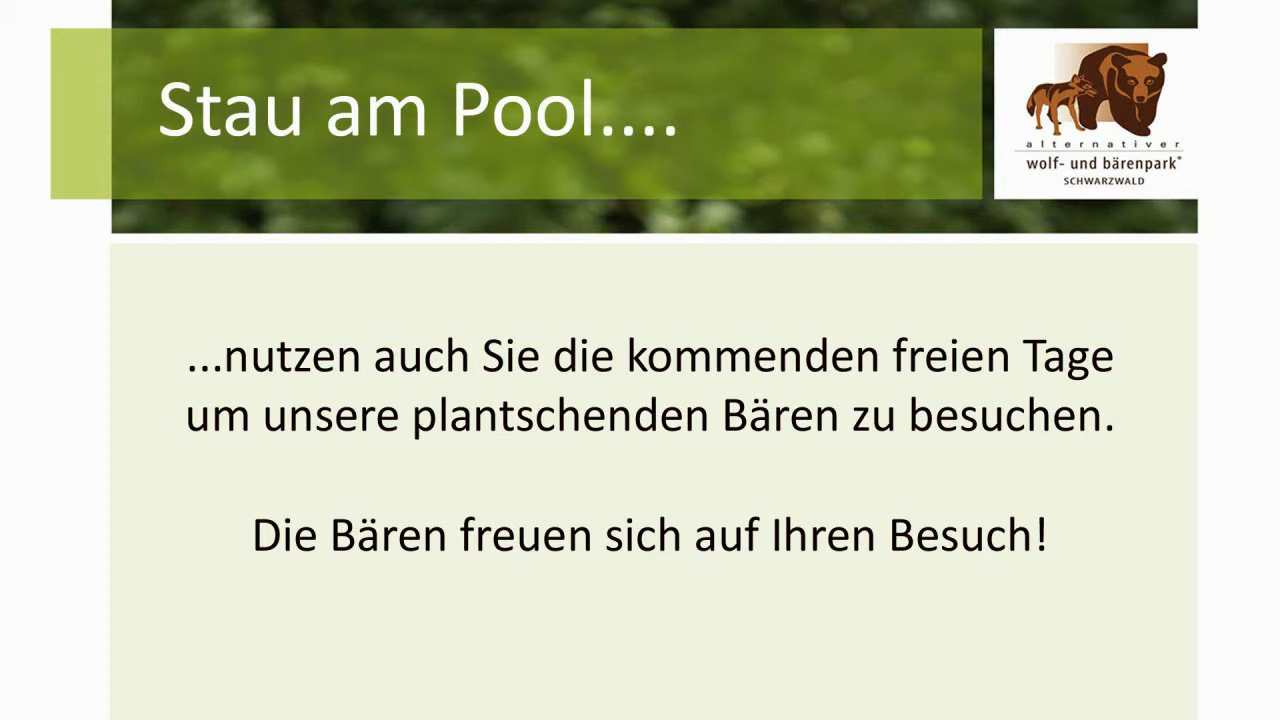 Stau am Pool....
alternativer
wolf- und bärenpark®
SCHWARZWALD
...nutzen auch Sie die kommenden freien Tage
um unsere plantschenden Bären zu besuchen.
Die Bären freuen sich auf Ihren Besuch!